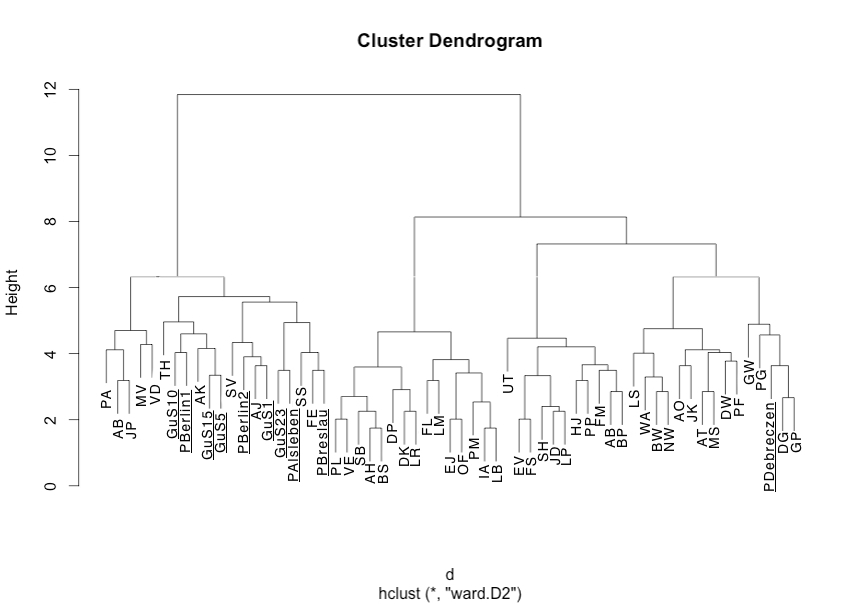 Cluster Dendrogram
Height
12
10
8
6
4
2
0
PA
AB
JP
MV
VD
TH
GuS10
PBerlin1
AK
GuS15
GuS5
SV
PBerlin2
AJ
GuS1
GuS23
PAlsleben
SS
FE
PBreslau
PL
VE
SB
AH
BS
DP
DK
LR
FL
LM
EJ
OF
PM
IA
LB
UT
EV
FS
SH
JD
LP
HJ
PP
FM
AB
BP
LS
WA
BW
NW
AO
JK
AT
MS
DW
PF
GW
PG
PDebreczen
DG
GP
d
hclust (*, "ward.D2")